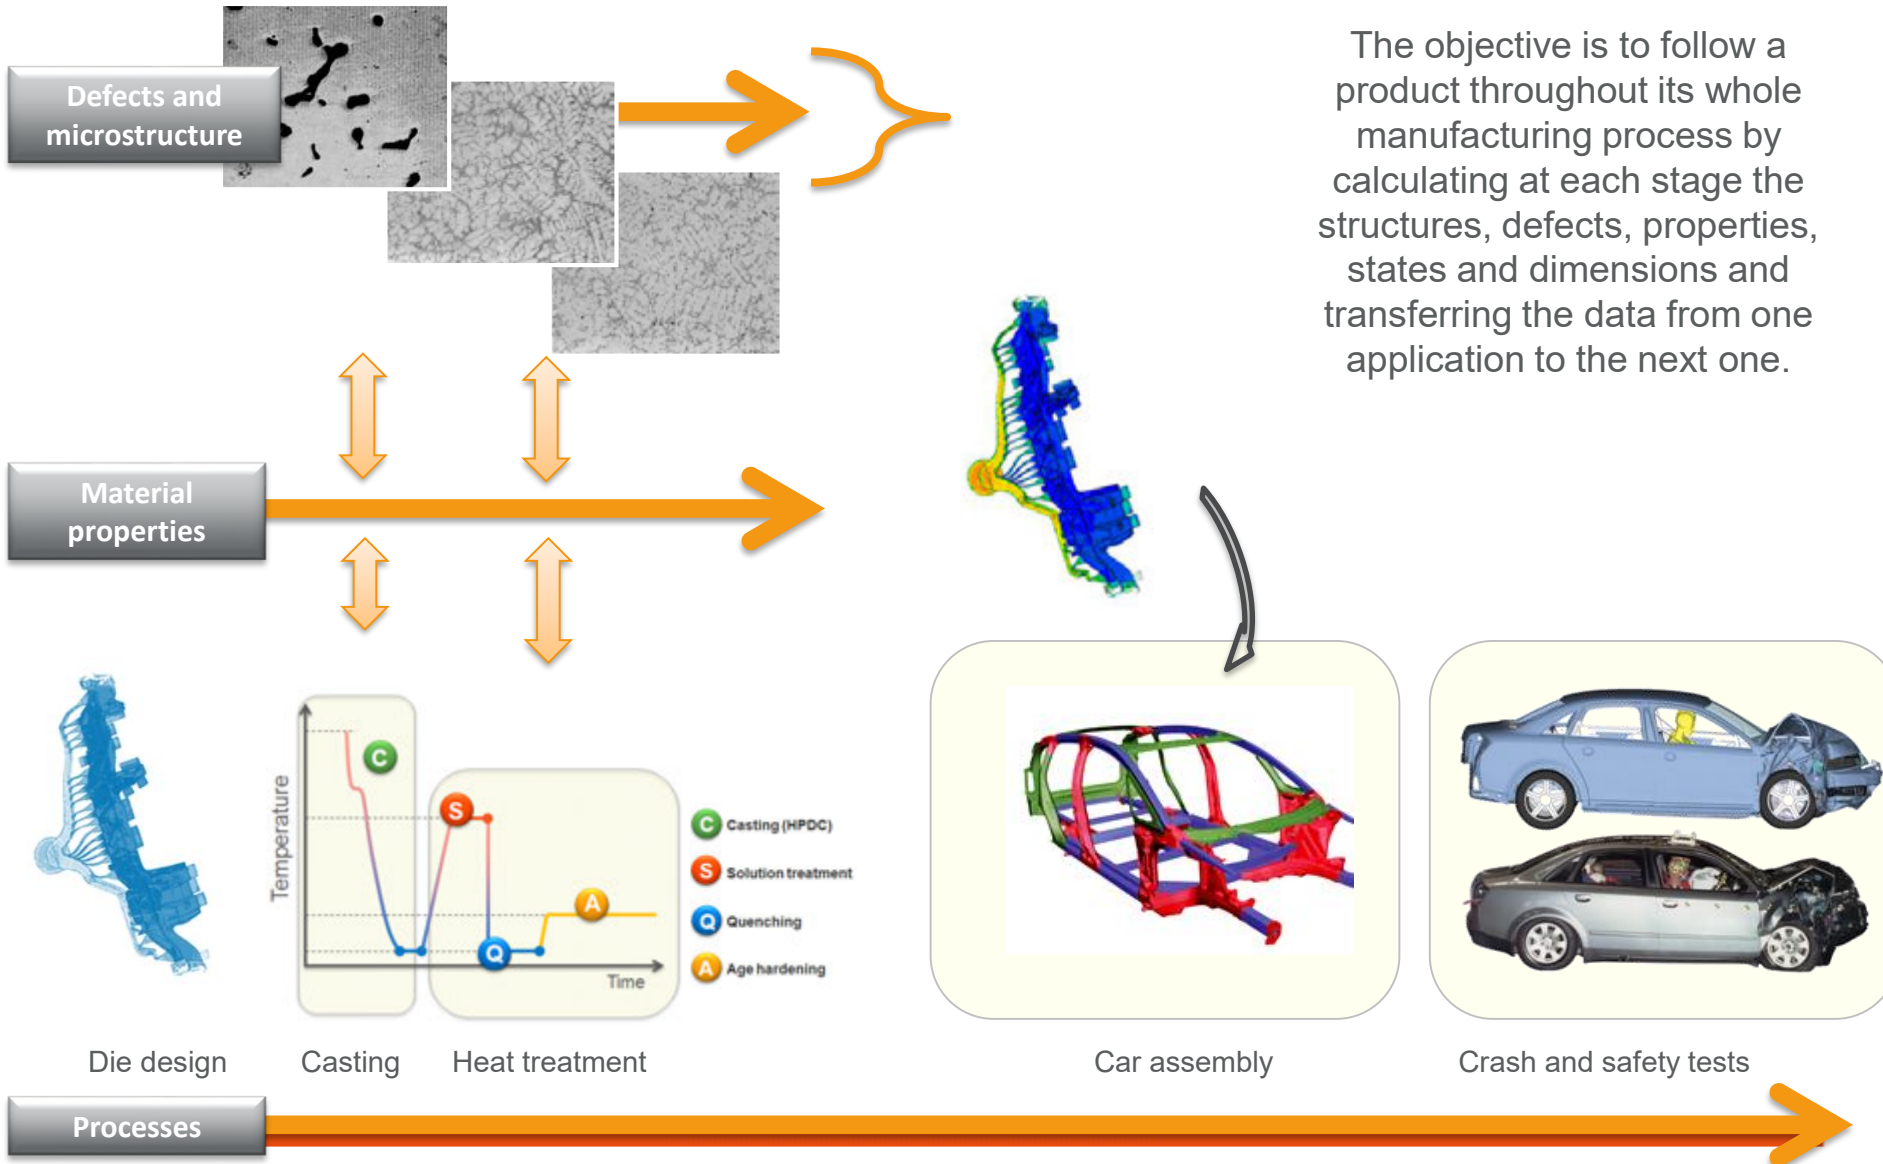 Defects and
microstructure
The objective is to follow a
product throughout its whole
manufacturing process by
calculating at each stage the
structures, defects, properties,
states and dimensions and
transferring the data from one
application to the next one.
Material
properties
Temperature
C
S
Q
A
Time
C Casting (HPDC)
S Solution treatment
Q Quenching
A Age hardening
Die design
Casting
Heat treatment
Car assembly
Crash and safety tests
Processes